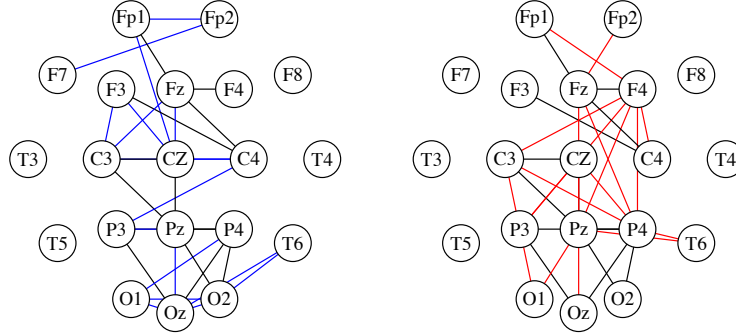 Fp1 Fp2
F7 F3 Fz F4 F8
T3 C3 CZ C4 T4
T5 P3 Pz P4 T6
O1 Oz O2
Fp1 Fp2
F7 F3 Fz F4 F8
T3 C3 CZ C4 T4
T5 P3 Pz P4 T6
O1 Oz O2